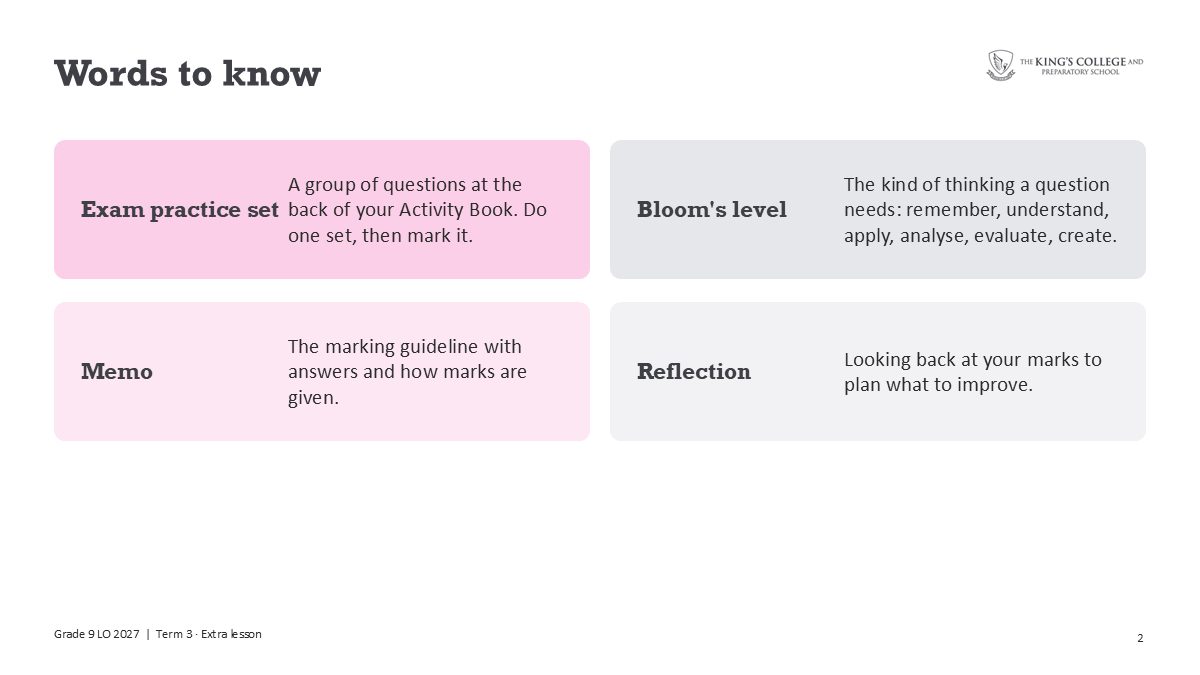 Words to know
THE KING'S COLLEGE AND
PREPARATORY SCHOOL
Exam practice set
A group of questions at the
back of your Activity Book. Do
one set, then mark it.
Bloom's level
The kind of thinking a question
needs: remember, understand,
apply, analyse, evaluate, create.
Memo
The marking guideline with
answers and how marks are
given.
Reflection
Looking back at your marks to
plan what to improve.
Grade 9 LO 2027 | Term 3 · Extra lesson
2